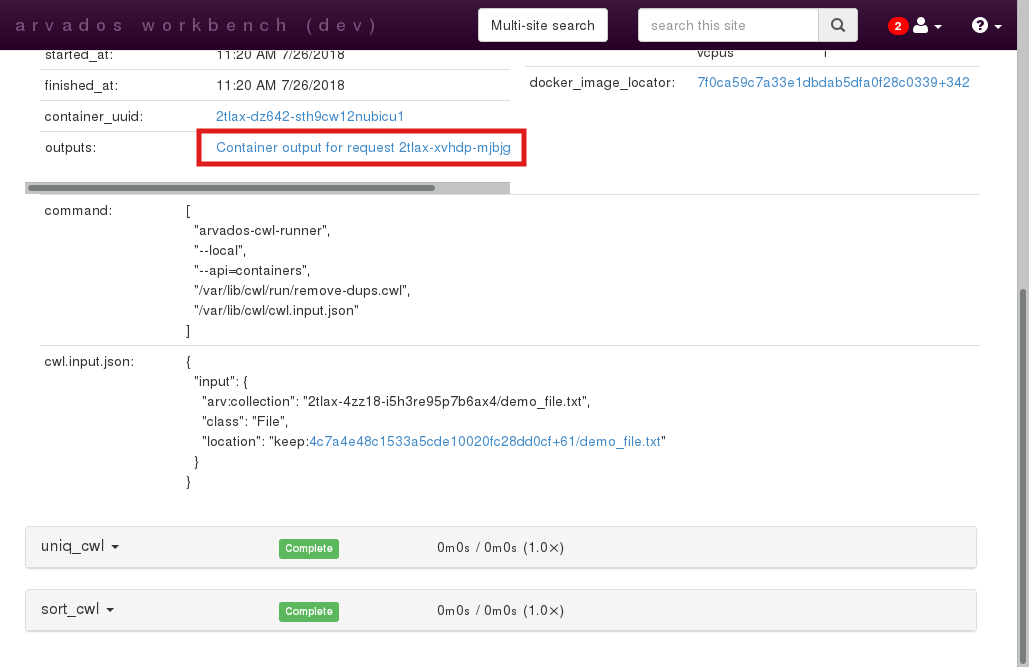 arvados workbench (dev)
Multi-site search
search this site
2
started_at: 11:20 AM 7/26/2018
finished_at: 11:20 AM 7/26/2018
container_uuid: 2tlax-dz642-sth9cw12nubicu1
outputs: Container output for request 2tlax-xvhdp-mjbjg
vcpus 1
docker_image_locator: 7f0ca59c7a33e1dbdab5dfa0f28c0339+342
command: [
"arvados-cwl-runner",
"--local",
"--api=containers",
"/var/lib/cwl/run/remove-dups.cwl",
"/var/lib/cwl/cwl.input.json"
]
cwl.input.json: {
"input": {
"arv:collection": "2tlax-4zz18-i5h3re95p7b6ax4/demo_file.txt",
"class": "File",
"location": "keep:4c7a4e48c1533a5cde10020fc28dd0cf+61/demo_file.txt"
}
}
uniq_cwl Complete 0m0s / 0m0s (1.0×)
sort_cwl Complete 0m0s / 0m0s (1.0×)